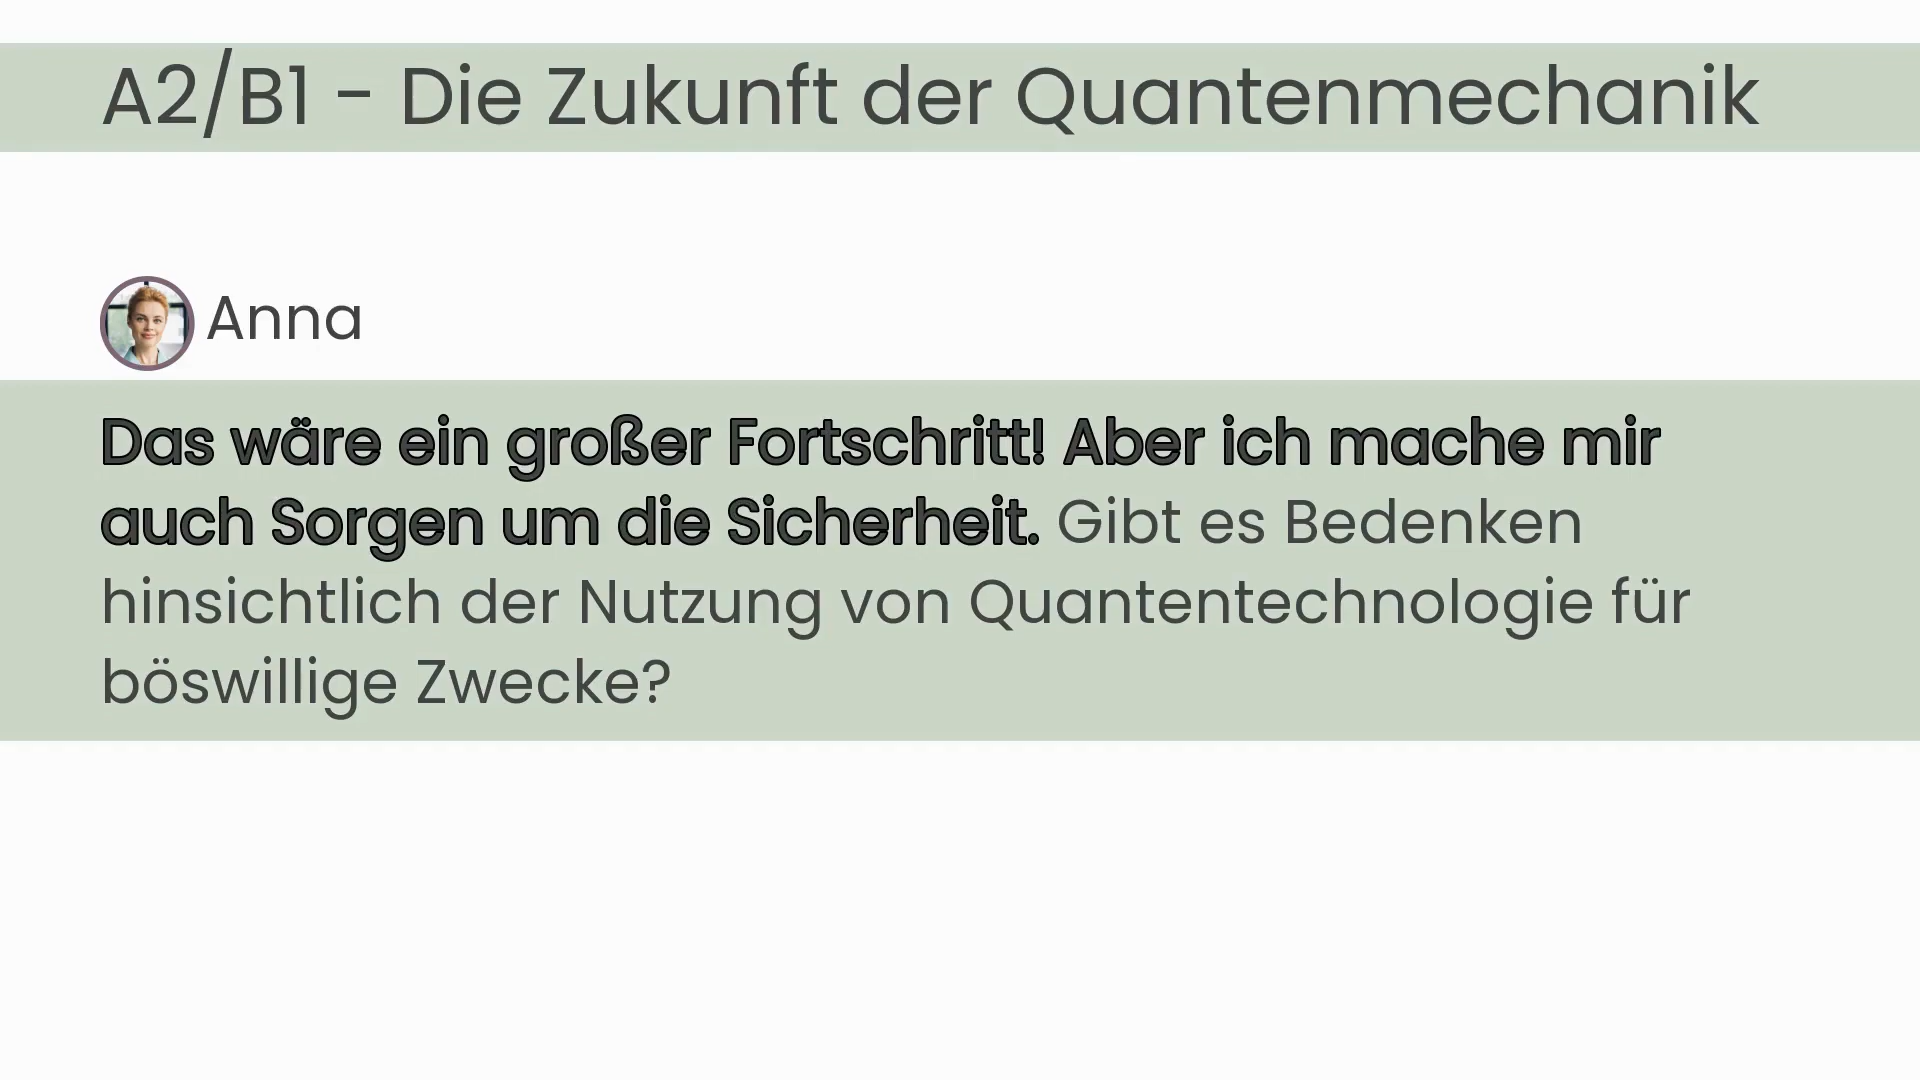 A2/B1 - Die Zukunft der Quantenmechanik
Anna
Das wäre ein großer Fortschritt! Aber ich mache mir
auch Sorgen um die Sicherheit. Gibt es Bedenken
hinsichtlich der Nutzung von Quantentechnologie für
böswillige Zwecke?